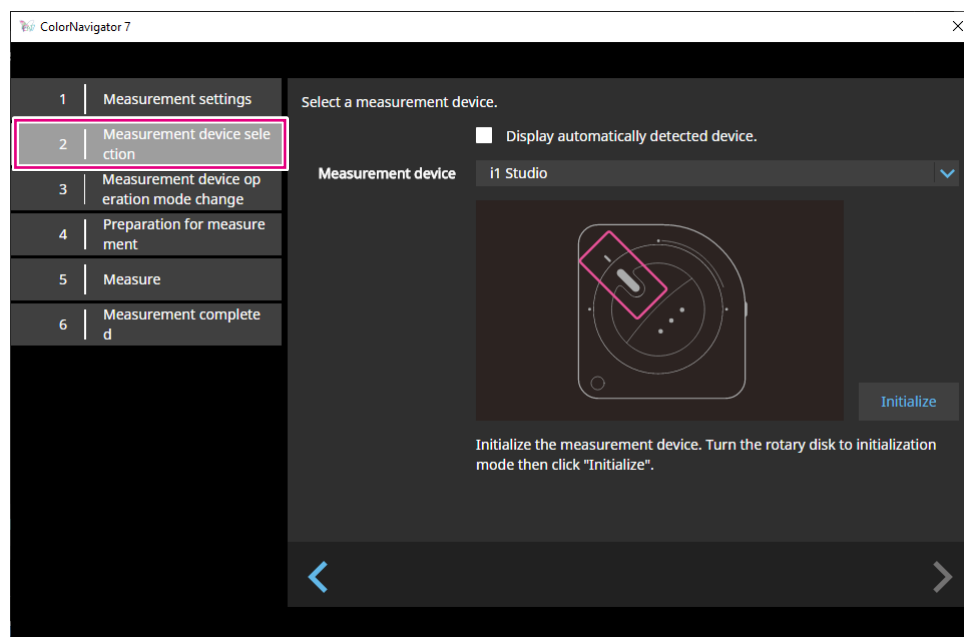 ColorNavigator 7
1 Measurement settings
2 Measurement device sele
ction
3 Measurement device op
eration mode change
4 Preparation for measure
ment
5 Measure
6 Measurement complete
d
Select a measurement device.
Display automatically detected device.
Measurement device i1 Studio
Initialize
Initialize the measurement device. Turn the rotary disk to initialization
mode then click "Initialize".